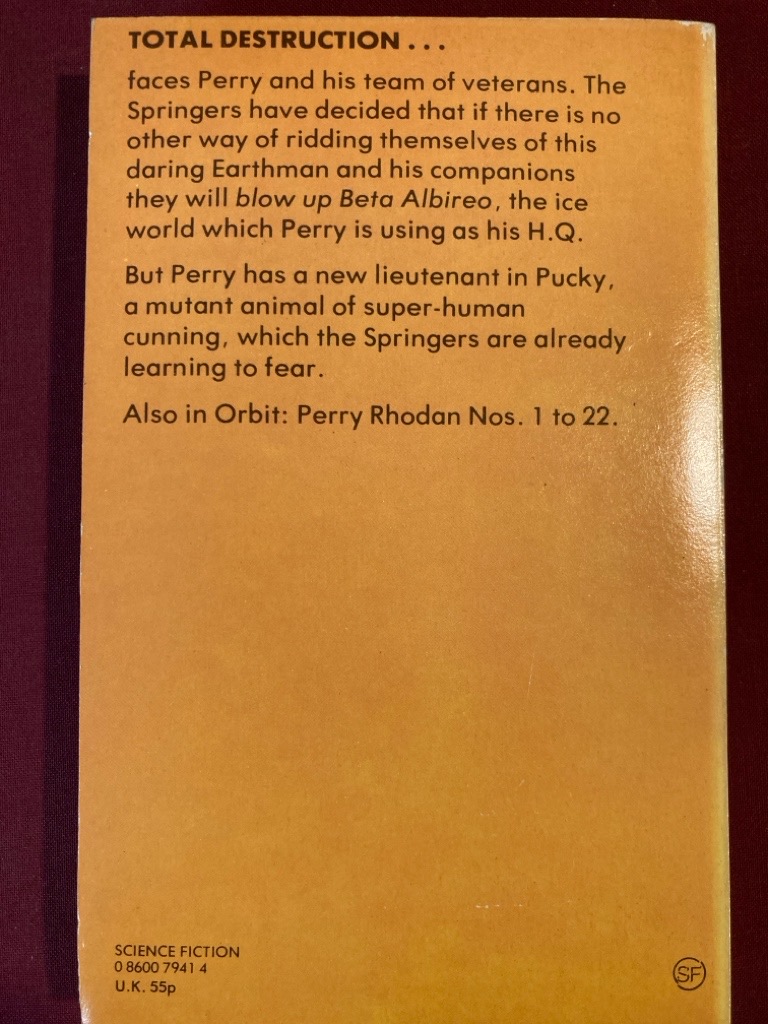 TOTAL DESTRUCTION . . .
faces Perry and his team of veterans. The
Springers have decided that if there is no
other way of ridding themselves of this
daring Earthman and his companions
they will blow up Beta Albireo, the ice
world which Perry is using as his H.Q.
But Perry has a new lieutenant in Pucky,
a mutant animal of super-human
cunning, which the Springers are already
learning to fear.
Also in Orbit: Perry Rhodan Nos. 1 to 22.
SCIENCE FICTION
0 8600 7941 4
U.K. 55p
SF